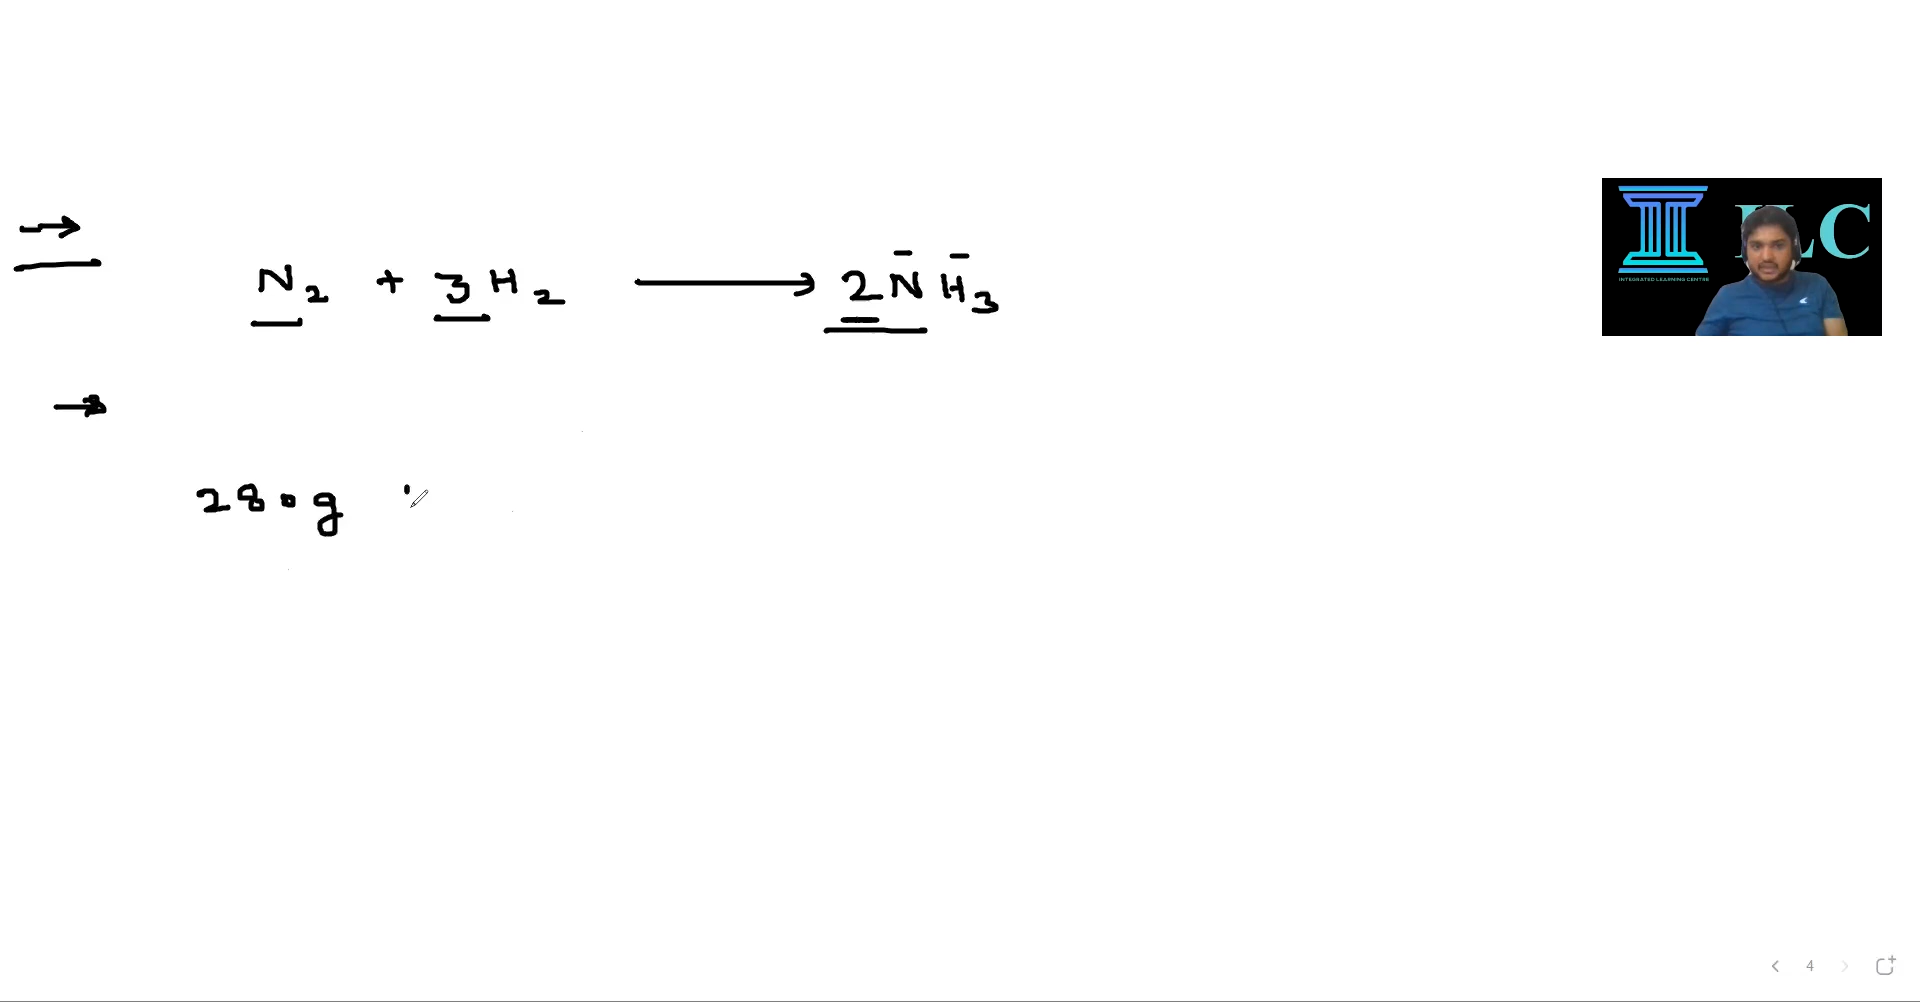 N₂ + 3H₂ → 2NH₃
28.g
ILC
INTEGRATED LEARNING CENTRE
4